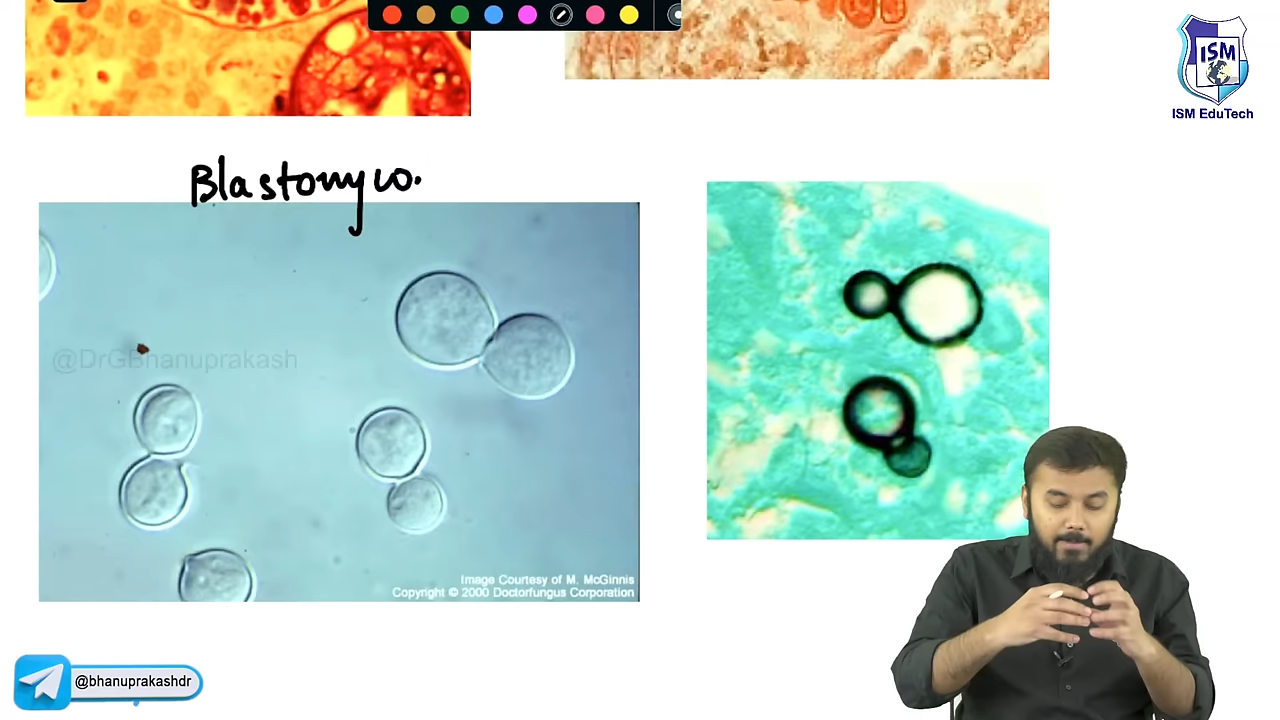 ISM
ISM EduTech
Blastomyco.
@DrGBhanuprakash
Image Courtesy of M. McGinnis
Copyright © 2000 Doctorfungus Corporation
@bhanuprakashdr